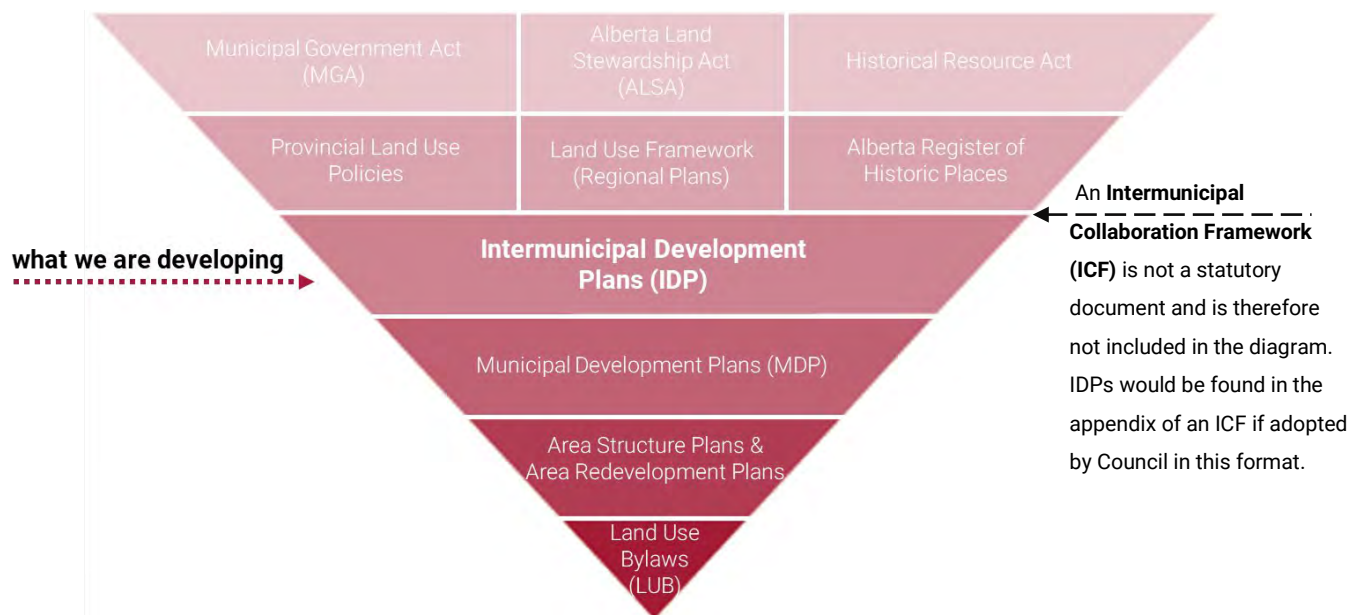 Municipal Government Act
(MGA)
Alberta Land
Stewardship Act
(ALSA)
Historical Resource Act
Provincial Land Use
Policies
Land Use Framework
(Regional Plans)
Alberta Register of
Historic Places
An Intermunicipal
Collaboration Framework
(ICF) is not a statutory
document and is therefore
not included in the diagram.
IDPs would be found in the
appendix of an ICF if adopted
by Council in this format.
what we are developing
Intermunicipal Development
Plans (IDP)
Municipal Development Plans (MDP)
Area Structure Plans &
Area Redevelopment Plans
Land Use
Bylaws
(LUB)